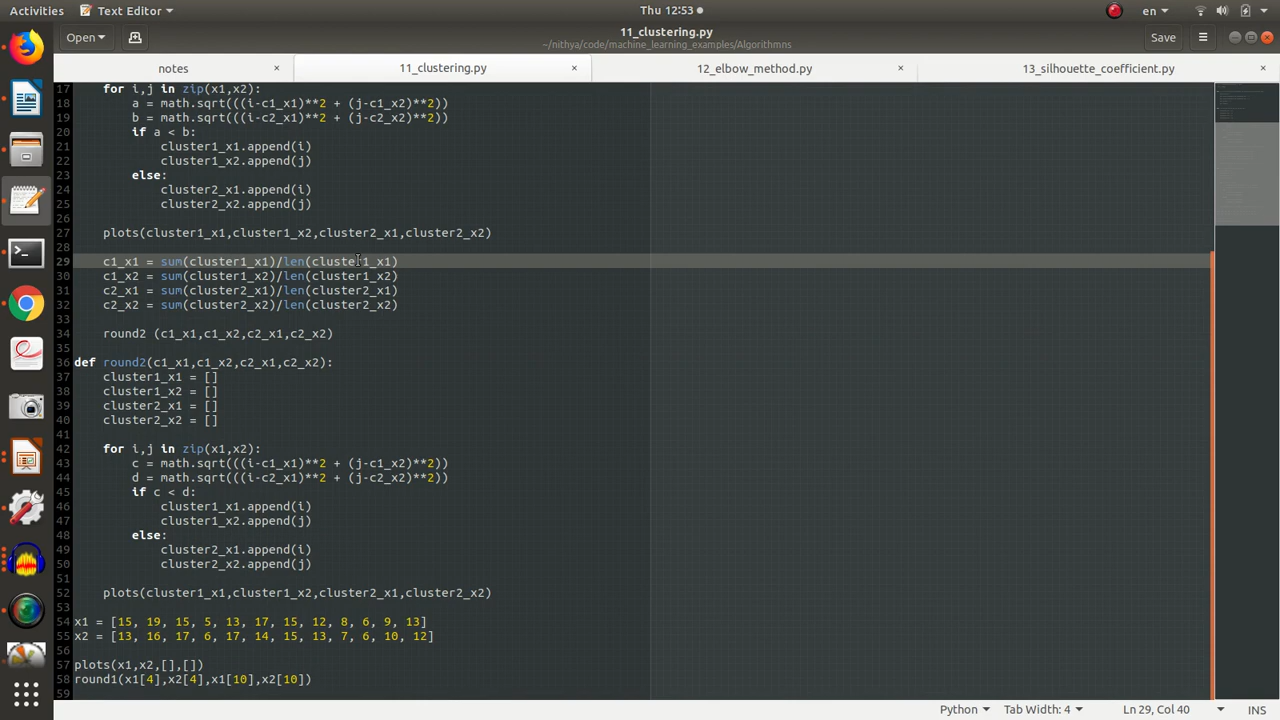 Activities Text Editor Thu 12:53 en
Open 11_clustering.py Save
~/nithya/code/machine_learning_examples/Algorithmns
notes × 11_clustering.py × 12_elbow_method.py × 13_silhouette_coefficient.py ×
17 for i,j in zip(x1,x2):
18 a = math.sqrt(((i-c1_x1)**2 + (j-c1_x2)**2))
19 b = math.sqrt(((i-c2_x1)**2 + (j-c2_x2)**2))
20 if a < b:
21 cluster1_x1.append(i)
22 cluster1_x2.append(j)
23 else:
24 cluster2_x1.append(i)
25 cluster2_x2.append(j)
26
27 plots(cluster1_x1,cluster1_x2,cluster2_x1,cluster2_x2)
28
29 c1_x1 = sum(cluster1_x1)/len(cluster1_x1)
30 c1_x2 = sum(cluster1_x2)/len(cluster1_x2)
31 c2_x1 = sum(cluster2_x1)/len(cluster2_x1)
32 c2_x2 = sum(cluster2_x2)/len(cluster2_x2)
33
34 round2 (c1_x1,c1_x2,c2_x1,c2_x2)
35
36 def round2(c1_x1,c1_x2,c2_x1,c2_x2):
37 cluster1_x1 = []
38 cluster1_x2 = []
39 cluster2_x1 = []
40 cluster2_x2 = []
41
42 for i,j in zip(x1,x2):
43 c = math.sqrt(((i-c1_x1)**2 + (j-c1_x2)**2))
44 d = math.sqrt(((i-c2_x1)**2 + (j-c2_x2)**2))
45 if c < d:
46 cluster1_x1.append(i)
47 cluster1_x2.append(j)
48 else:
49 cluster2_x1.append(i)
50 cluster2_x2.append(j)
51
52 plots(cluster1_x1,cluster1_x2,cluster2_x1,cluster2_x2)
53
54 x1 = [15, 19, 15, 5, 13, 17, 15, 12, 8, 6, 9, 13]
55 x2 = [13, 16, 17, 6, 17, 14, 15, 13, 7, 6, 10, 12]
56
57 plots(x1,x2,[],[])
58 round1(x1[4],x2[4],x1[10],x2[10])
59
Python Tab Width: 4 Ln 29, Col 40 INS